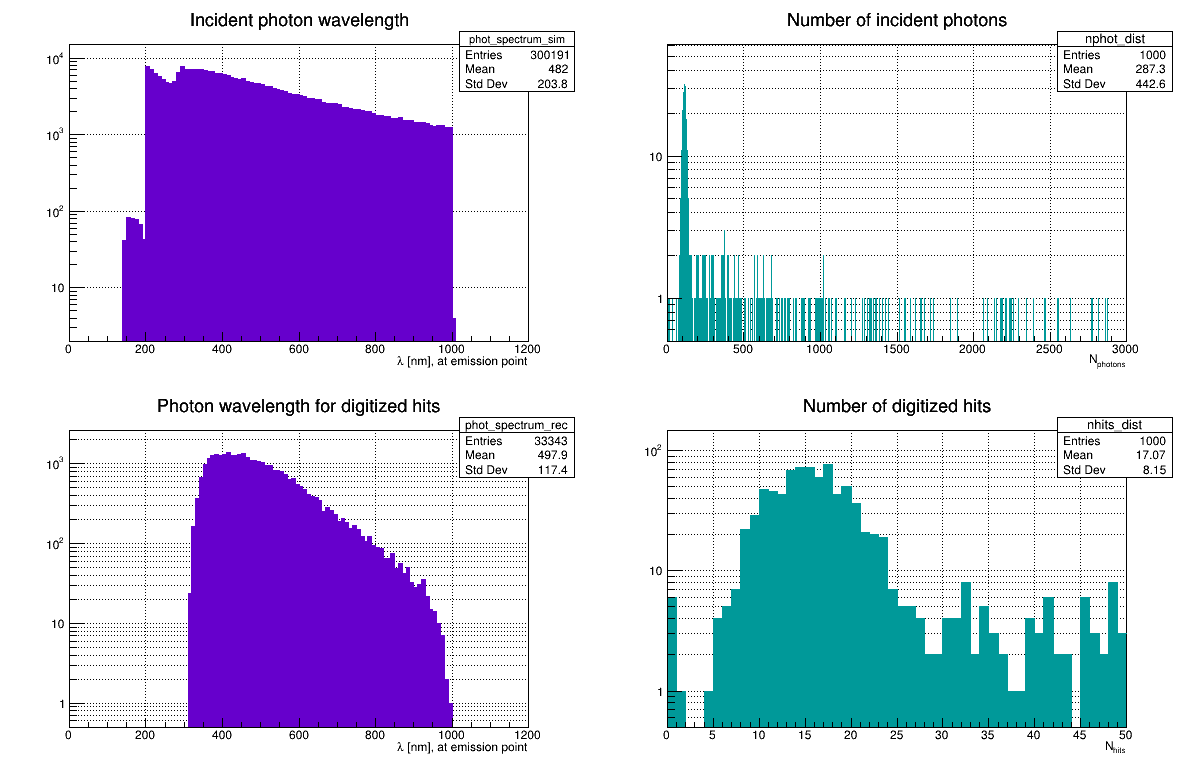 Incident photon wavelength
phot_spectrum_sim
Entries 300191
Mean 482
Std Dev 203.8
10^4
10^3
10^2
10
0 200 400 600 800 1000 1200
λ [nm], at emission point
Number of incident photons
nphot_dist
Entries 1000
Mean 287.3
Std Dev 442.6
10
1
0 500 1000 1500 2000 2500 3000
N_photons
Photon wavelength for digitized hits
phot_spectrum_rec
Entries 33343
Mean 497.9
Std Dev 117.4
10^3
10^2
10
1
0 200 400 600 800 1000 1200
λ [nm], at emission point
Number of digitized hits
nhits_dist
Entries 1000
Mean 17.07
Std Dev 8.15
10^2
10
1
0 5 10 15 20 25 30 35 40 45 50
N_hits